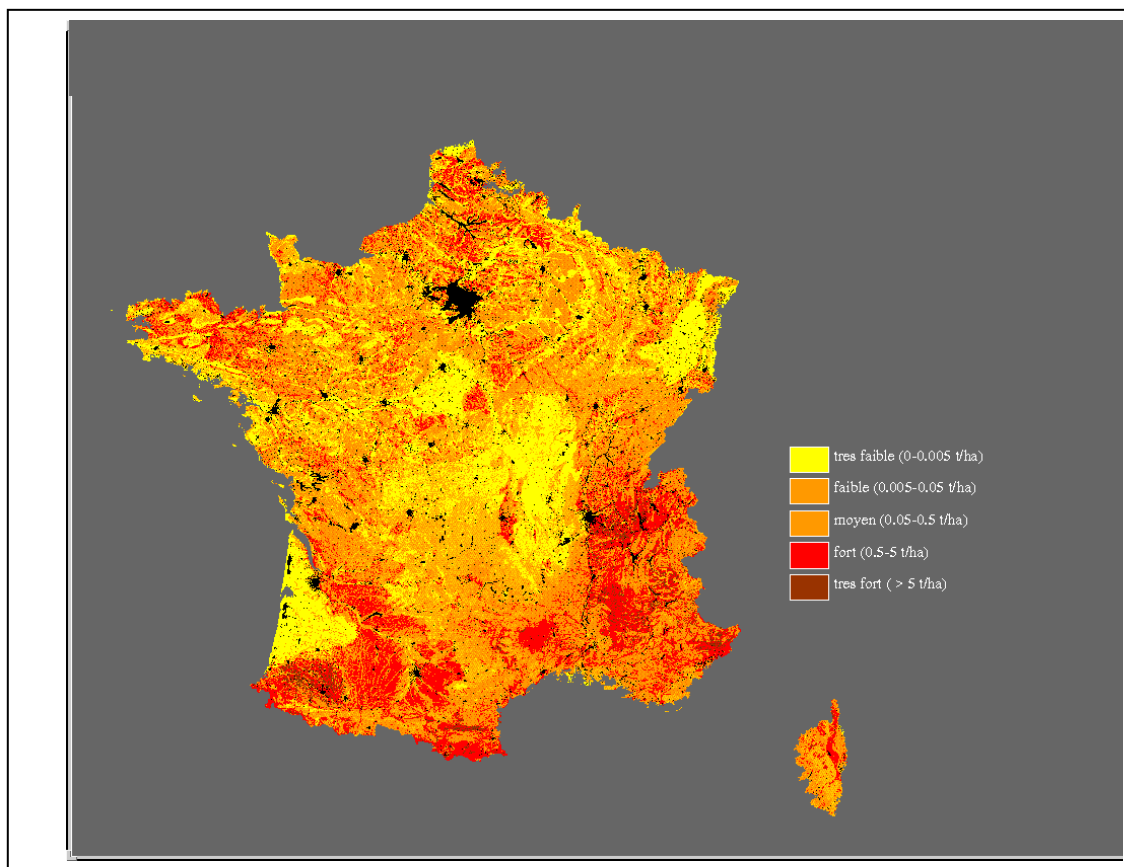 tres faible (0-0.005 t/ha)
faible (0.005-0.05 t/ha)
moyen (0.05-0.5 t/ha)
fort (0.5-5 t/ha)
tres fort ( > 5 t/ha)